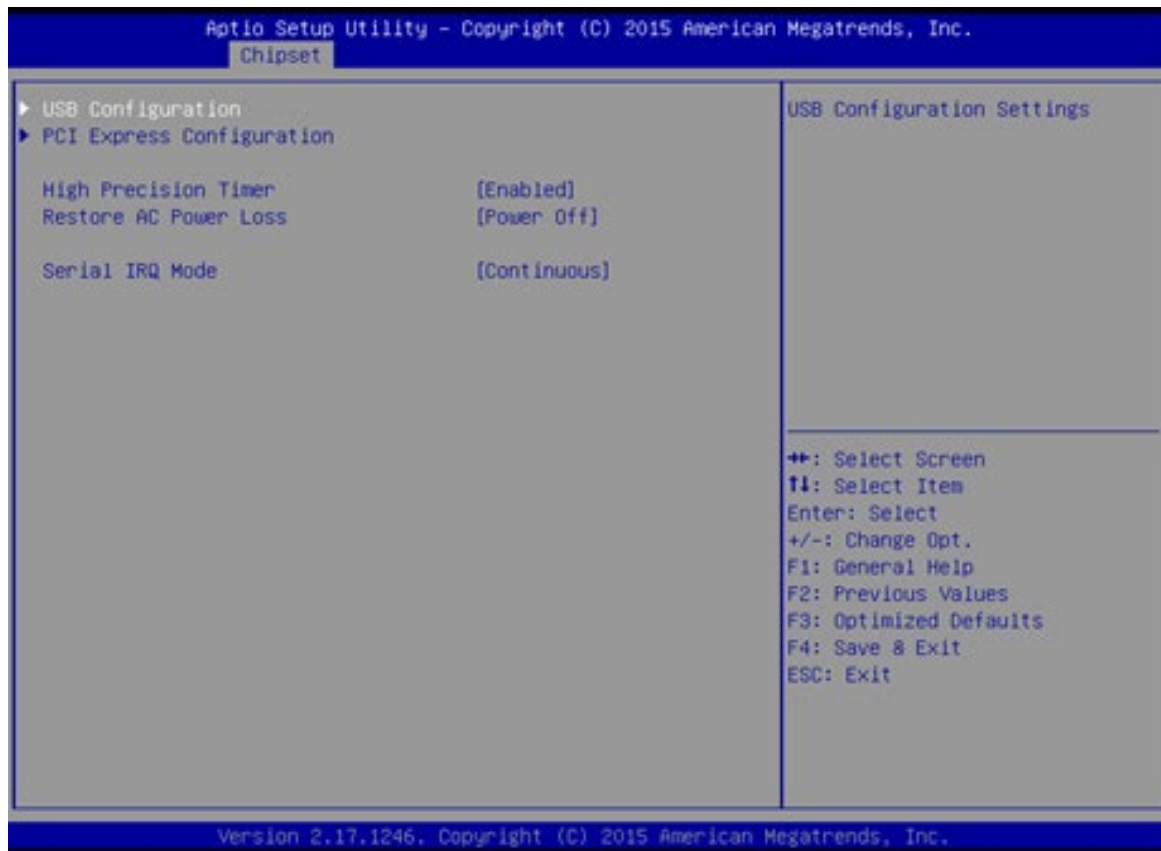 Aptio Setup Utility – Copyright (C) 2015 American Megatrends, Inc.
Chipset
▶ USB Configuration
▶ PCI Express Configuration
High Precision Timer [Enabled]
Restore AC Power Loss [Power Off]
Serial IRQ Mode [Continuous]
USB Configuration Settings
→←: Select Screen
↑↓: Select Item
Enter: Select
+/-: Change Opt.
F1: General Help
F2: Previous Values
F3: Optimized Defaults
F4: Save & Exit
ESC: Exit
Version 2.17.1246. Copyright (C) 2015 American Megatrends, Inc.